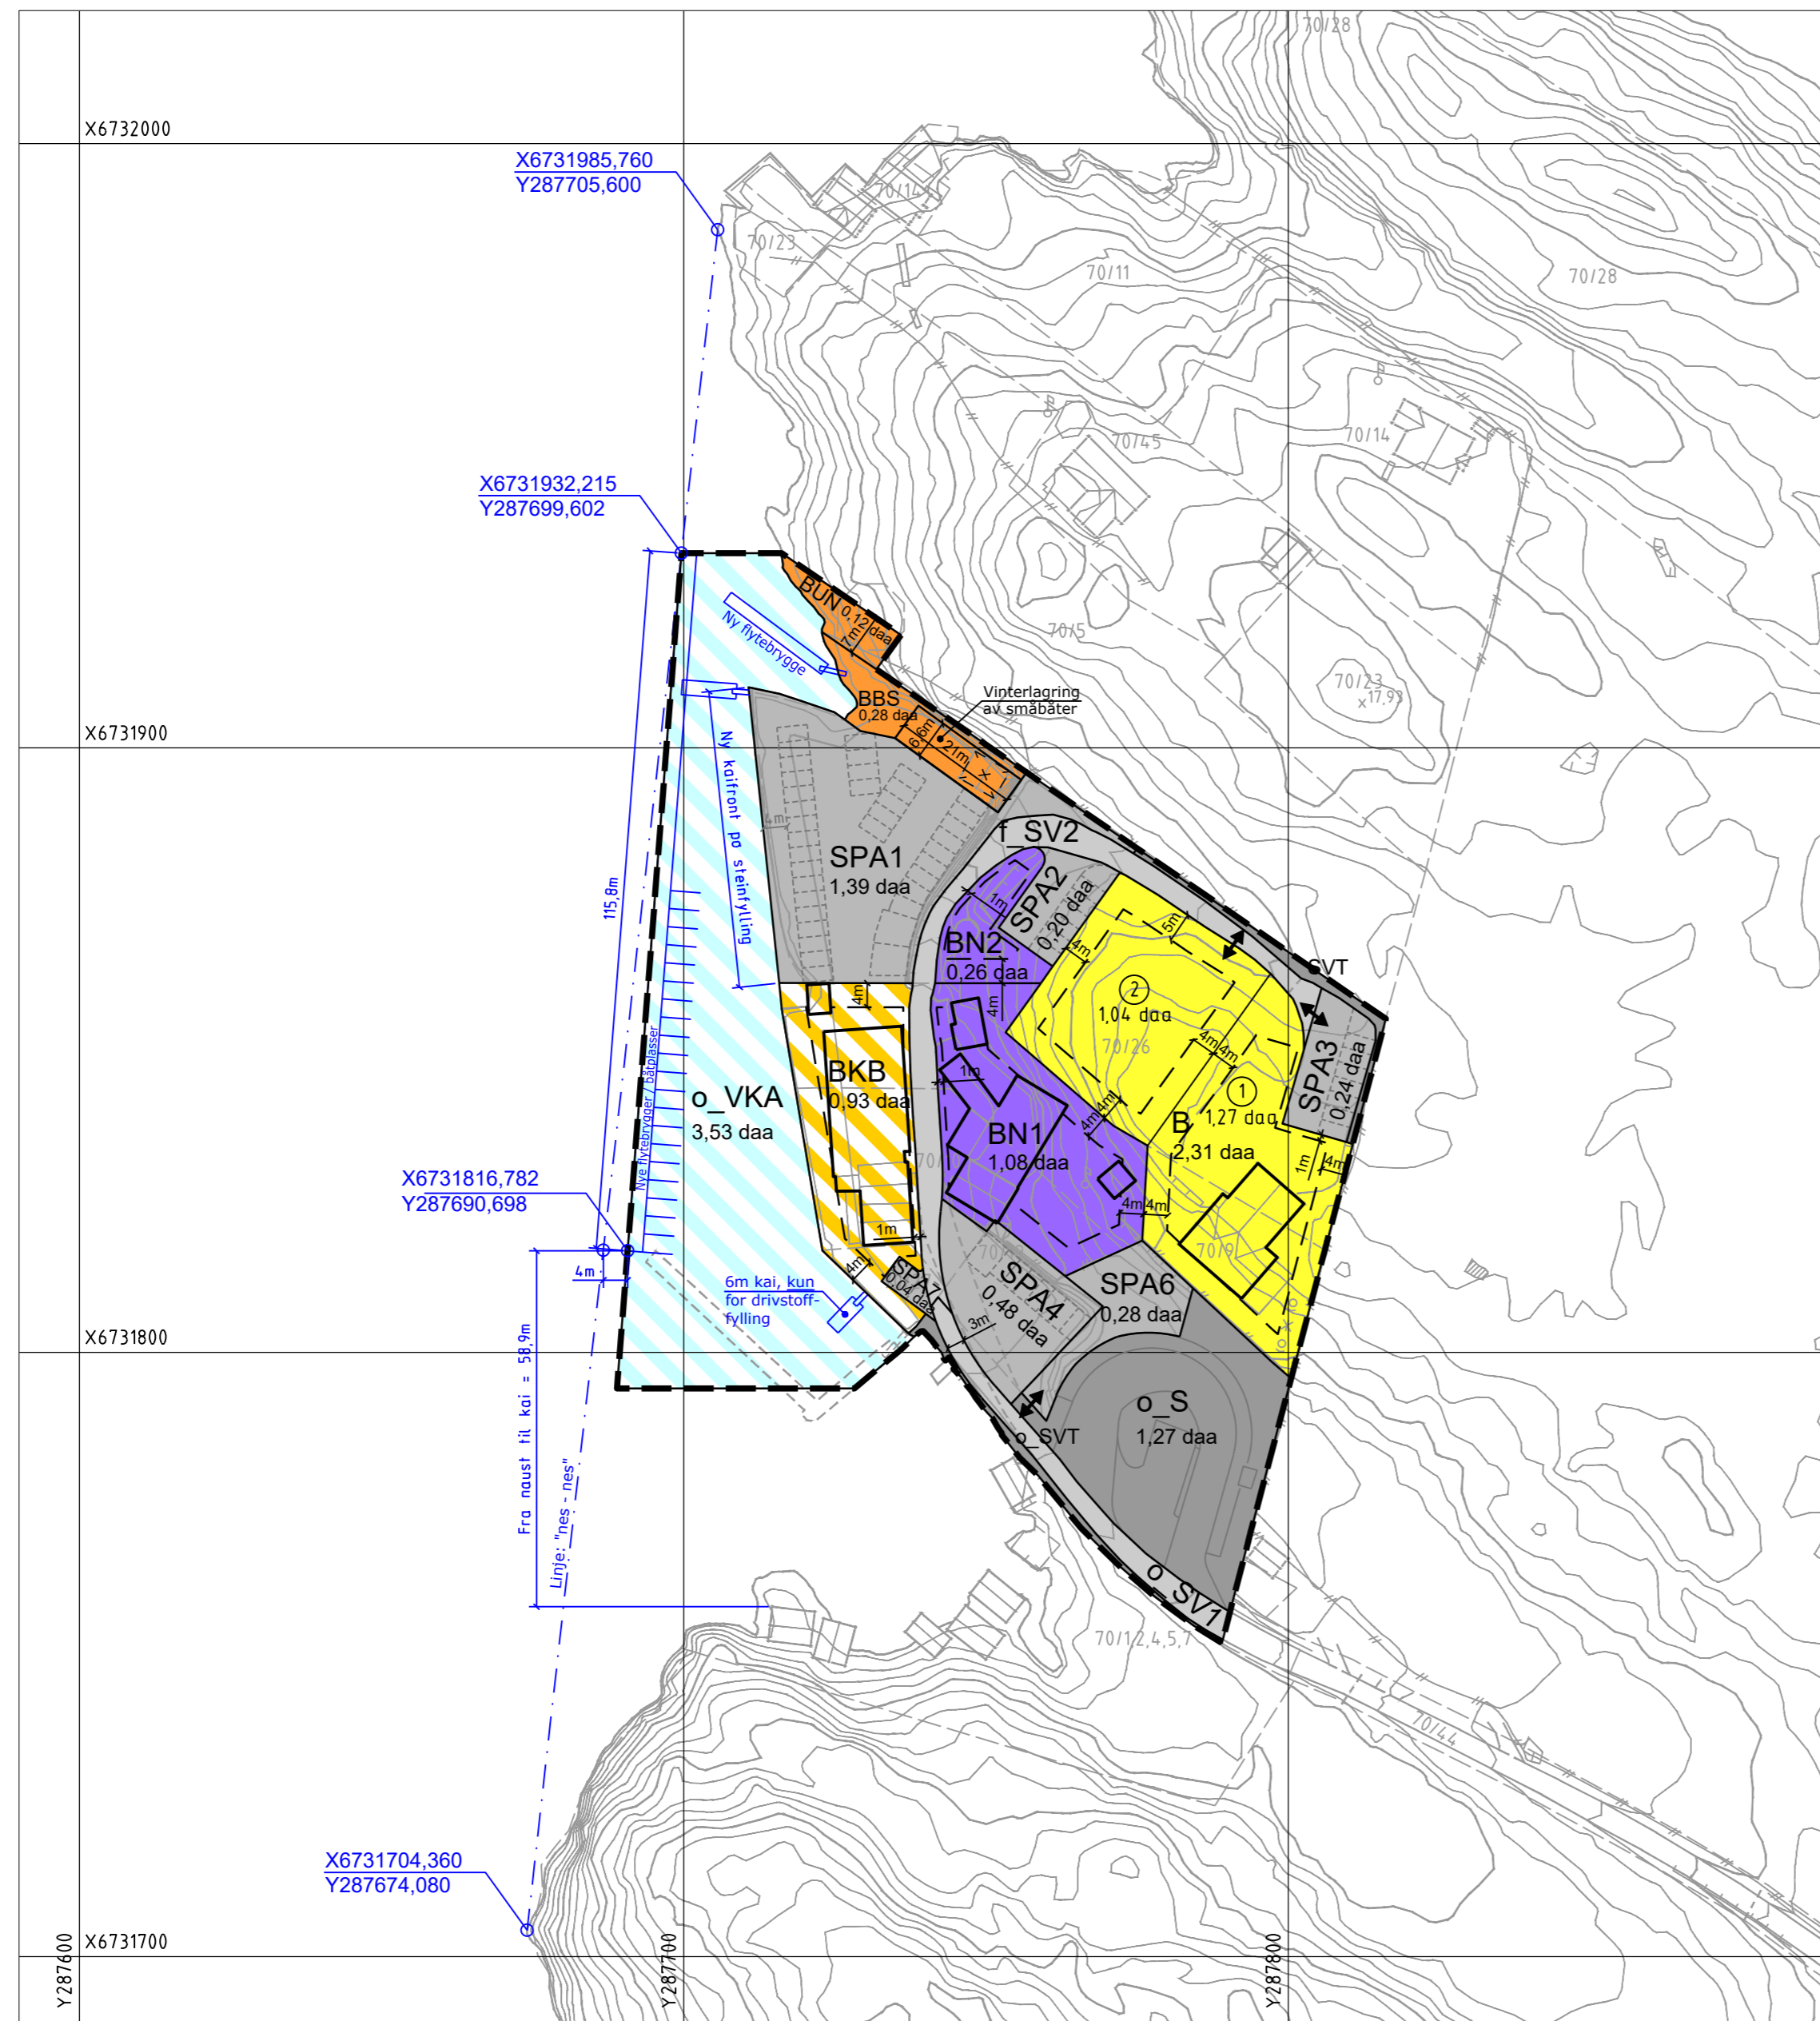 70/28
X6732000
X6731985,760
Y287705,600
70/14
70/23
70/11
70/28
70/45
70/14
X6731932,215
Y287699,602
BUN
0,12 daa
7m
Ny flytebrygge
70/5
70/23
17,93
BBS
0,28 daa
Vinterlagring
av småbåter
X6731900
6,6m
21m
Ny kaifront på steinfylling
4m
SPA1
1,39 daa
f_SV2
SPA2
0,20 daa
1m
115,8m
BN2
0,26 daa
4m
5m
SVT
2
1,04 daa
4m
4m
70/26
4m
4m
SPA3
0,24 daa
BKB
0,93 daa
1m
1
1,27 daa
o_VKA
3,53 daa
Nye flytebrygger / båtplasser
4m
4m
BN1
1,08 daa
B
2,31 daa
1m
4m
X6731816,782
Y287690,698
4m
4m
1m
70/9
4m
4m
SPA7
0,04 daa
6m kai, kun
for drivstoff-
fylling
SPA4
0,48 daa
SPA6
0,28 daa
3m
X6731800
Fra naust til kai = 58,9m
Linje: "nes - nes"
o_S
1,27 daa
o_SVT
o_SV1
70/1,2,4,5,7
70/44
X6731704,360
Y287674,080
X6731700
Y287600
Y287700
Y287800